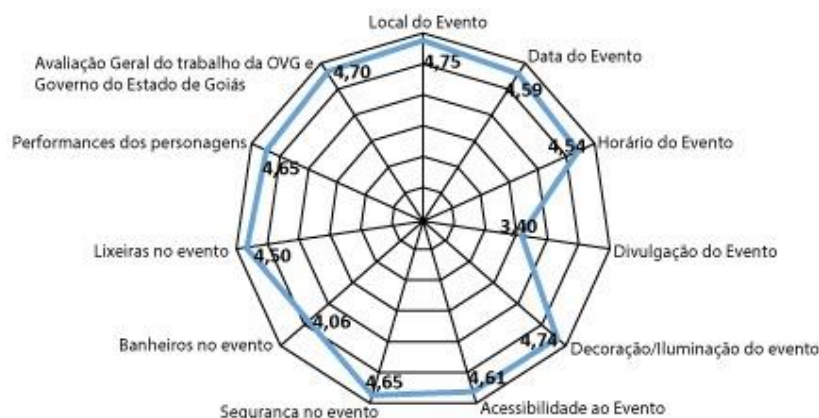 Local do Evento
4,75
Data do Evento
4,59
Horário do Evento
4,54
Divulgação do Evento
3,40
Decoração/Iluminação do evento
4,74
Acessibilidade ao Evento
4,61
Segurança no evento
4,65
Banheiros no evento
4,06
Lixeiras no evento
4,50
Performances dos personagens
4,65
Avaliação Geral do trabalho da OVG e
Governo do Estado de Goiás
4,70